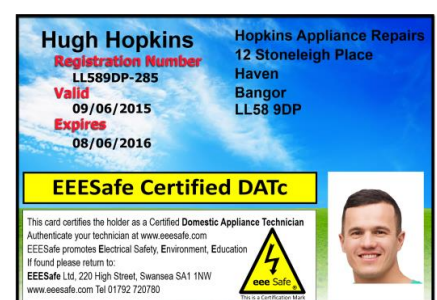 Hugh Hopkins
Registration Number
LL589DP-285
Valid
09/06/2015
Expires
08/06/2016
Hopkins Appliance Repairs
12 Stoneleigh Place
Haven
Bangor
LL58 9DP
EEESafe Certified DATc
This card certifies the holder as a Certified Domestic Appliance Technician
Authenticate your technician at www.eeesafe.com
EEESafe promotes Electrical Safety, Environment, Education
If found please return to:
EEESafe Ltd, 220 High Street, Swansea SA1 1NW
www.eeesafe.com Tel 01792 720780
eee Safe
This is a Certification Mark